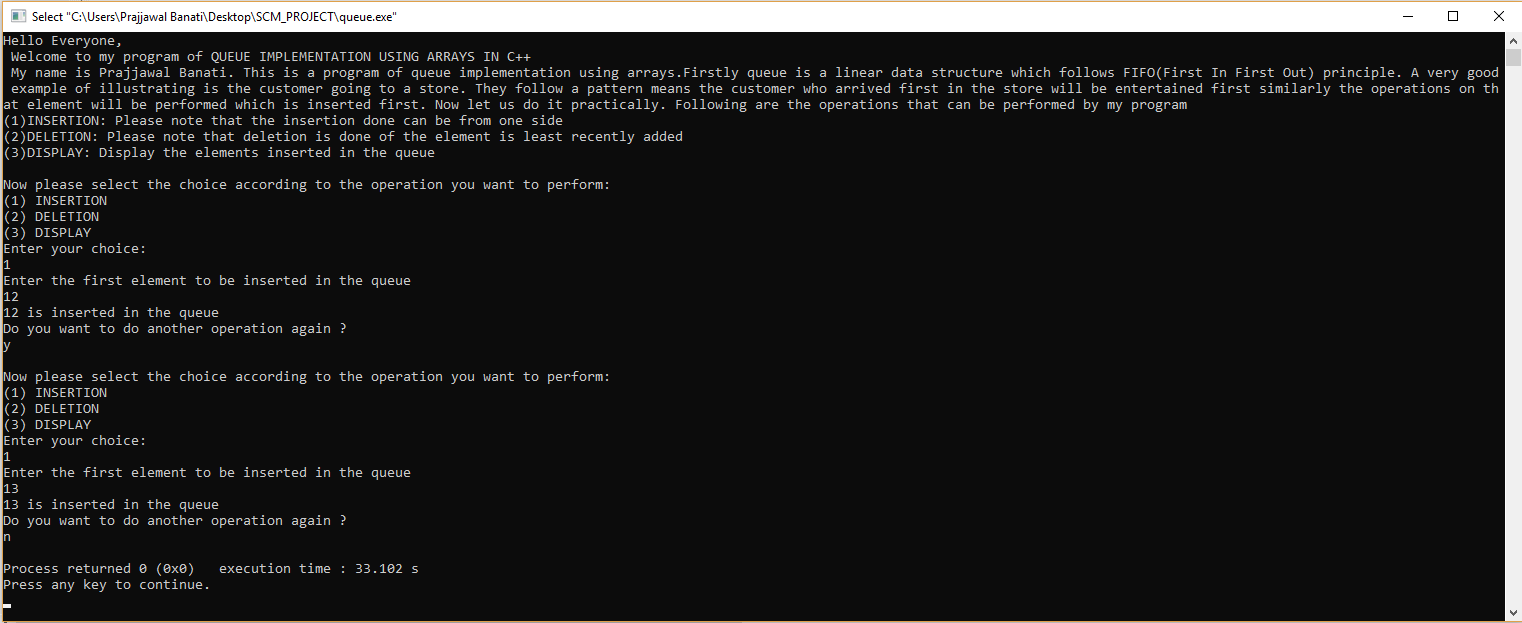 Select "C:\Users\Prajjawal Banati\Desktop\SCM_PROJECT\queue.exe"
Hello Everyone,
Welcome to my program of QUEUE IMPLEMENTATION USING ARRAYS IN C++
My name is Prajjawal Banati. This is a program of queue implementation using arrays.Firstly queue is a linear data structure which follows FIFO(First In First Out) principle. A very good
example of illustrating is the customer going to a store. They follow a pattern means the customer who arrived first in the store will be entertained first similarly the operations on th
at element will be performed which is inserted first. Now let us do it practically. Following are the operations that can be performed by my program
(1)INSERTION: Please note that the insertion done can be from one side
(2)DELETION: Please note that deletion is done of the element is least recently added
(3)DISPLAY: Display the elements inserted in the queue
Now please select the choice according to the operation you want to perform:
(1) INSERTION
(2) DELETION
(3) DISPLAY
Enter your choice:
1
Enter the first element to be inserted in the queue
12
12 is inserted in the queue
Do you want to do another operation again ?
y
Now please select the choice according to the operation you want to perform:
(1) INSERTION
(2) DELETION
(3) DISPLAY
Enter your choice:
1
Enter the first element to be inserted in the queue
13
13 is inserted in the queue
Do you want to do another operation again ?
n
Process returned 0 (0x0)   execution time : 33.102 s
Press any key to continue.